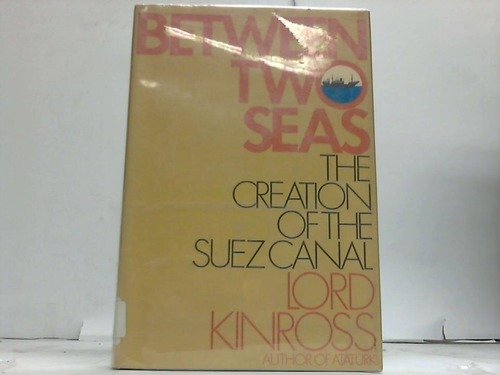 BETWEEN
TWO
SEAS
THE
CREATION
OF THE
SUEZ CANAL
LORD
KINROSS
AUTHOR OF ATATURK